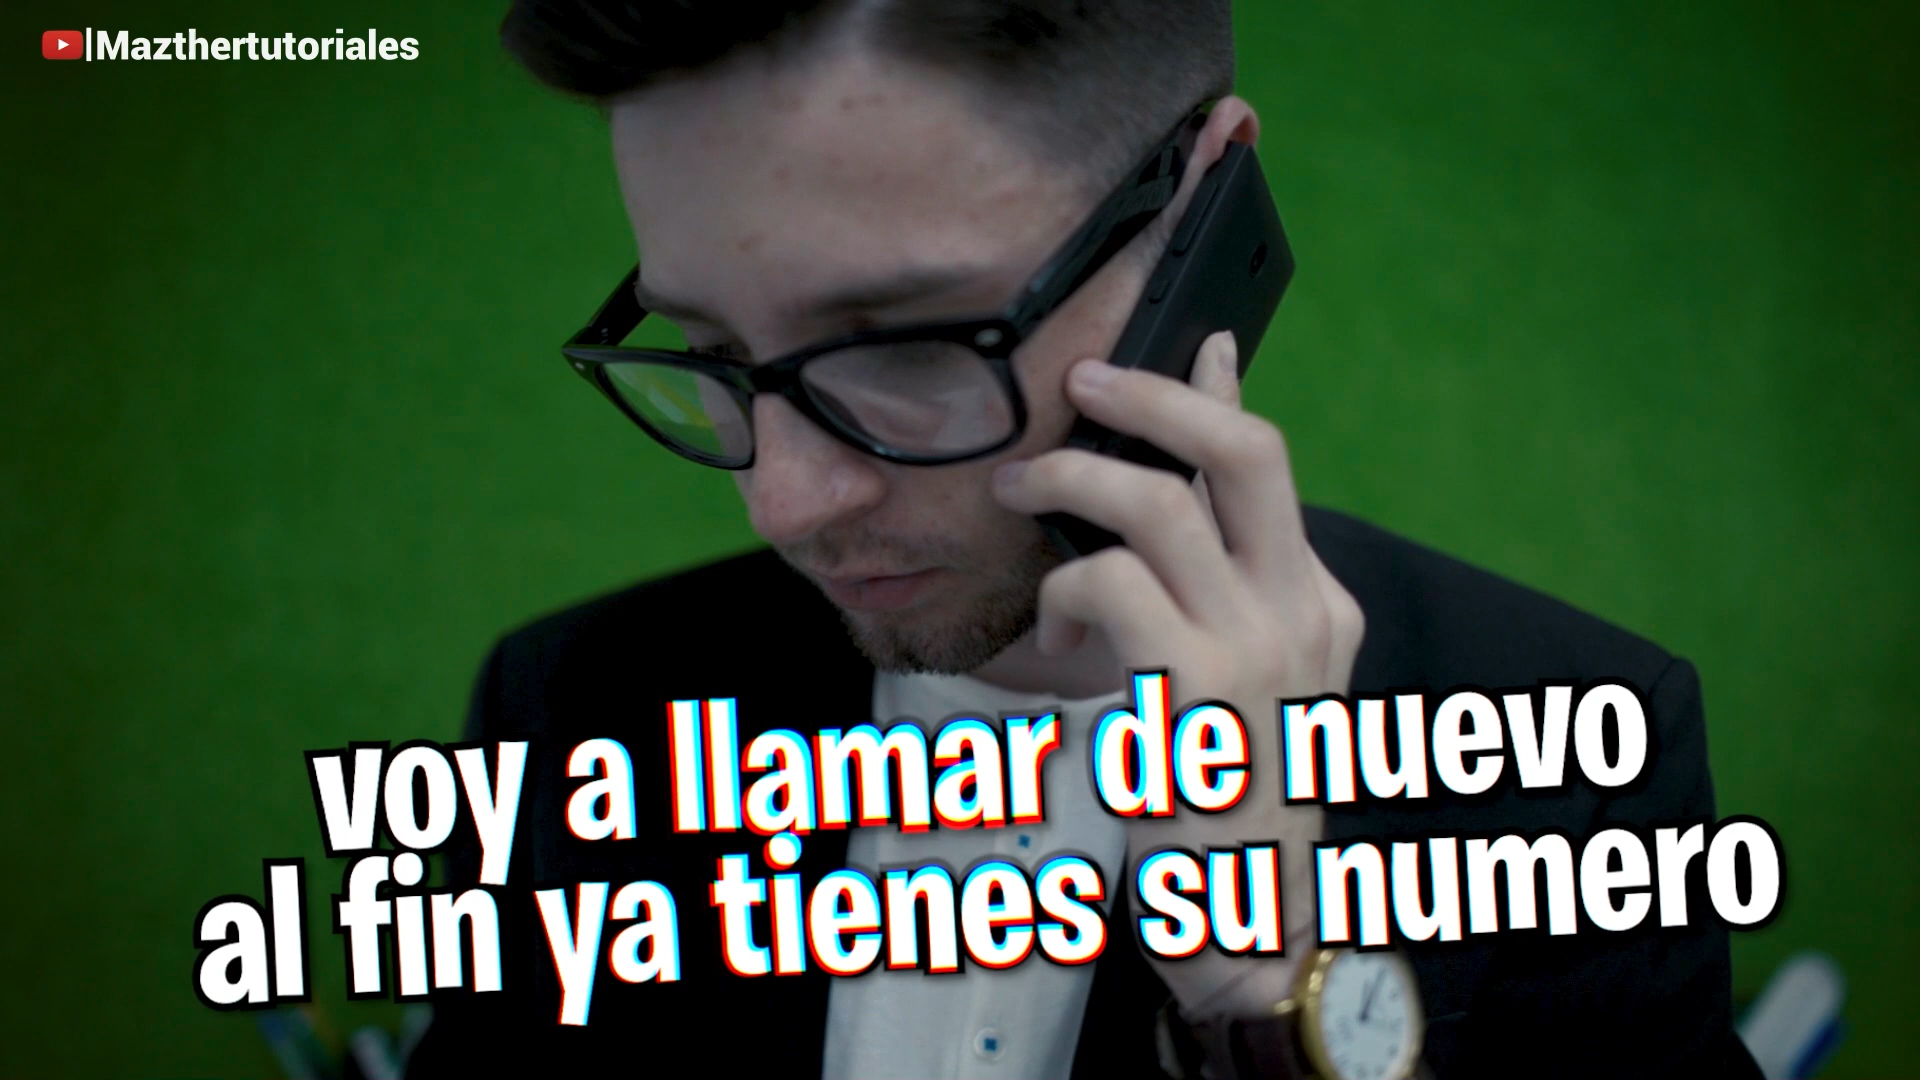 |Mazthertutoriales
voy a llamar de nuevo
al fin ya tienes su numero